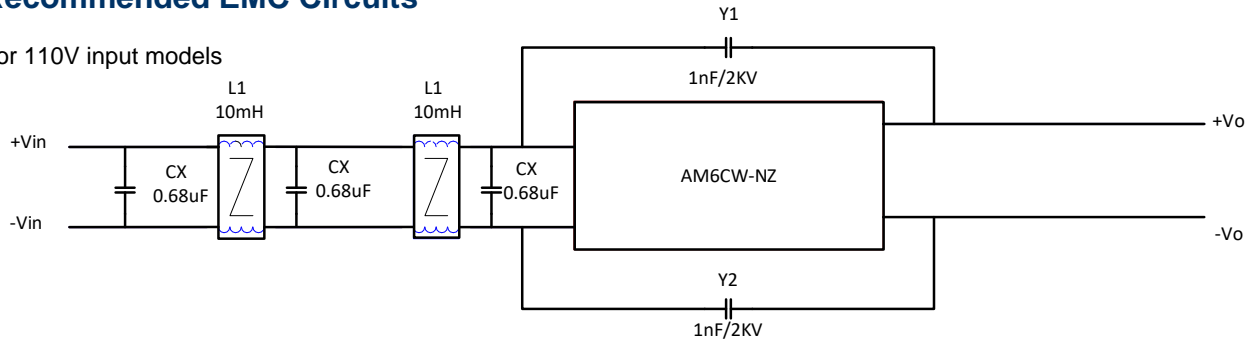 Recommended EMC Circuits
or 110V input models
Y1
1nF/2KV
L1
10mH
L1
10mH
+Vin
-Vin
CX
0.68uF
CX
0.68uF
CX
0.68uF
AM6CW-NZ
+Vo
-Vo
Y2
1nF/2KV